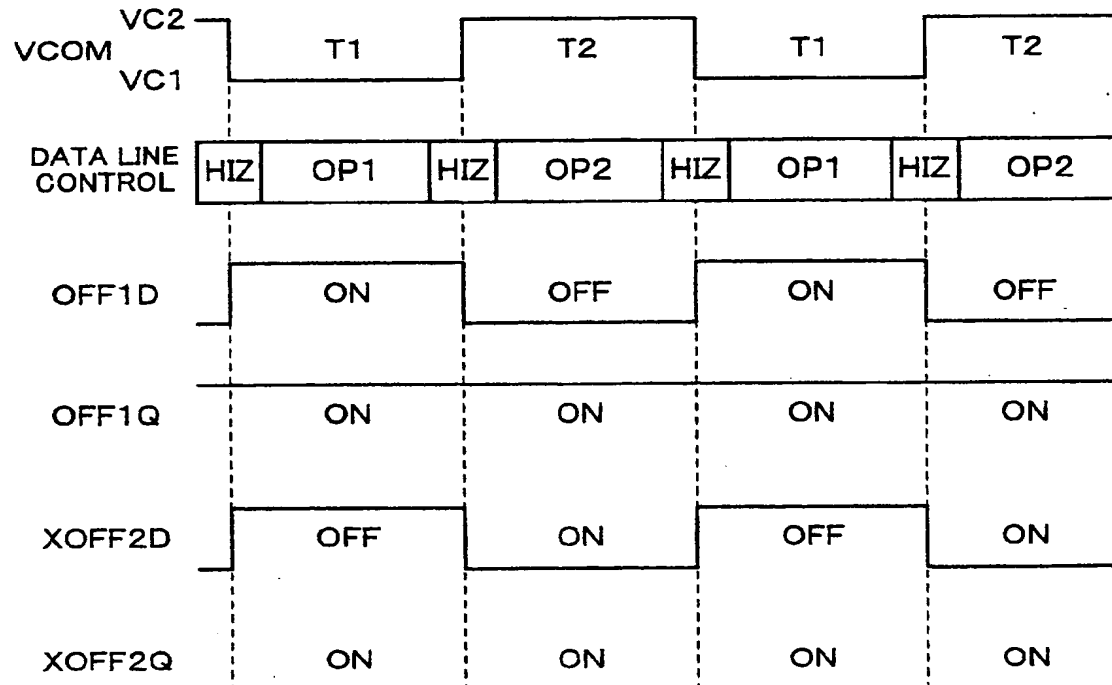 VC2
VCOM T1 T2 T1 T2
VC1
DATA LINE
CONTROL HIZ OP1 HIZ OP2 HIZ OP1 HIZ OP2
OFF1D ON OFF ON OFF
OFF1Q ON ON ON ON
XOFF2D OFF ON OFF ON
XOFF2Q ON ON ON ON